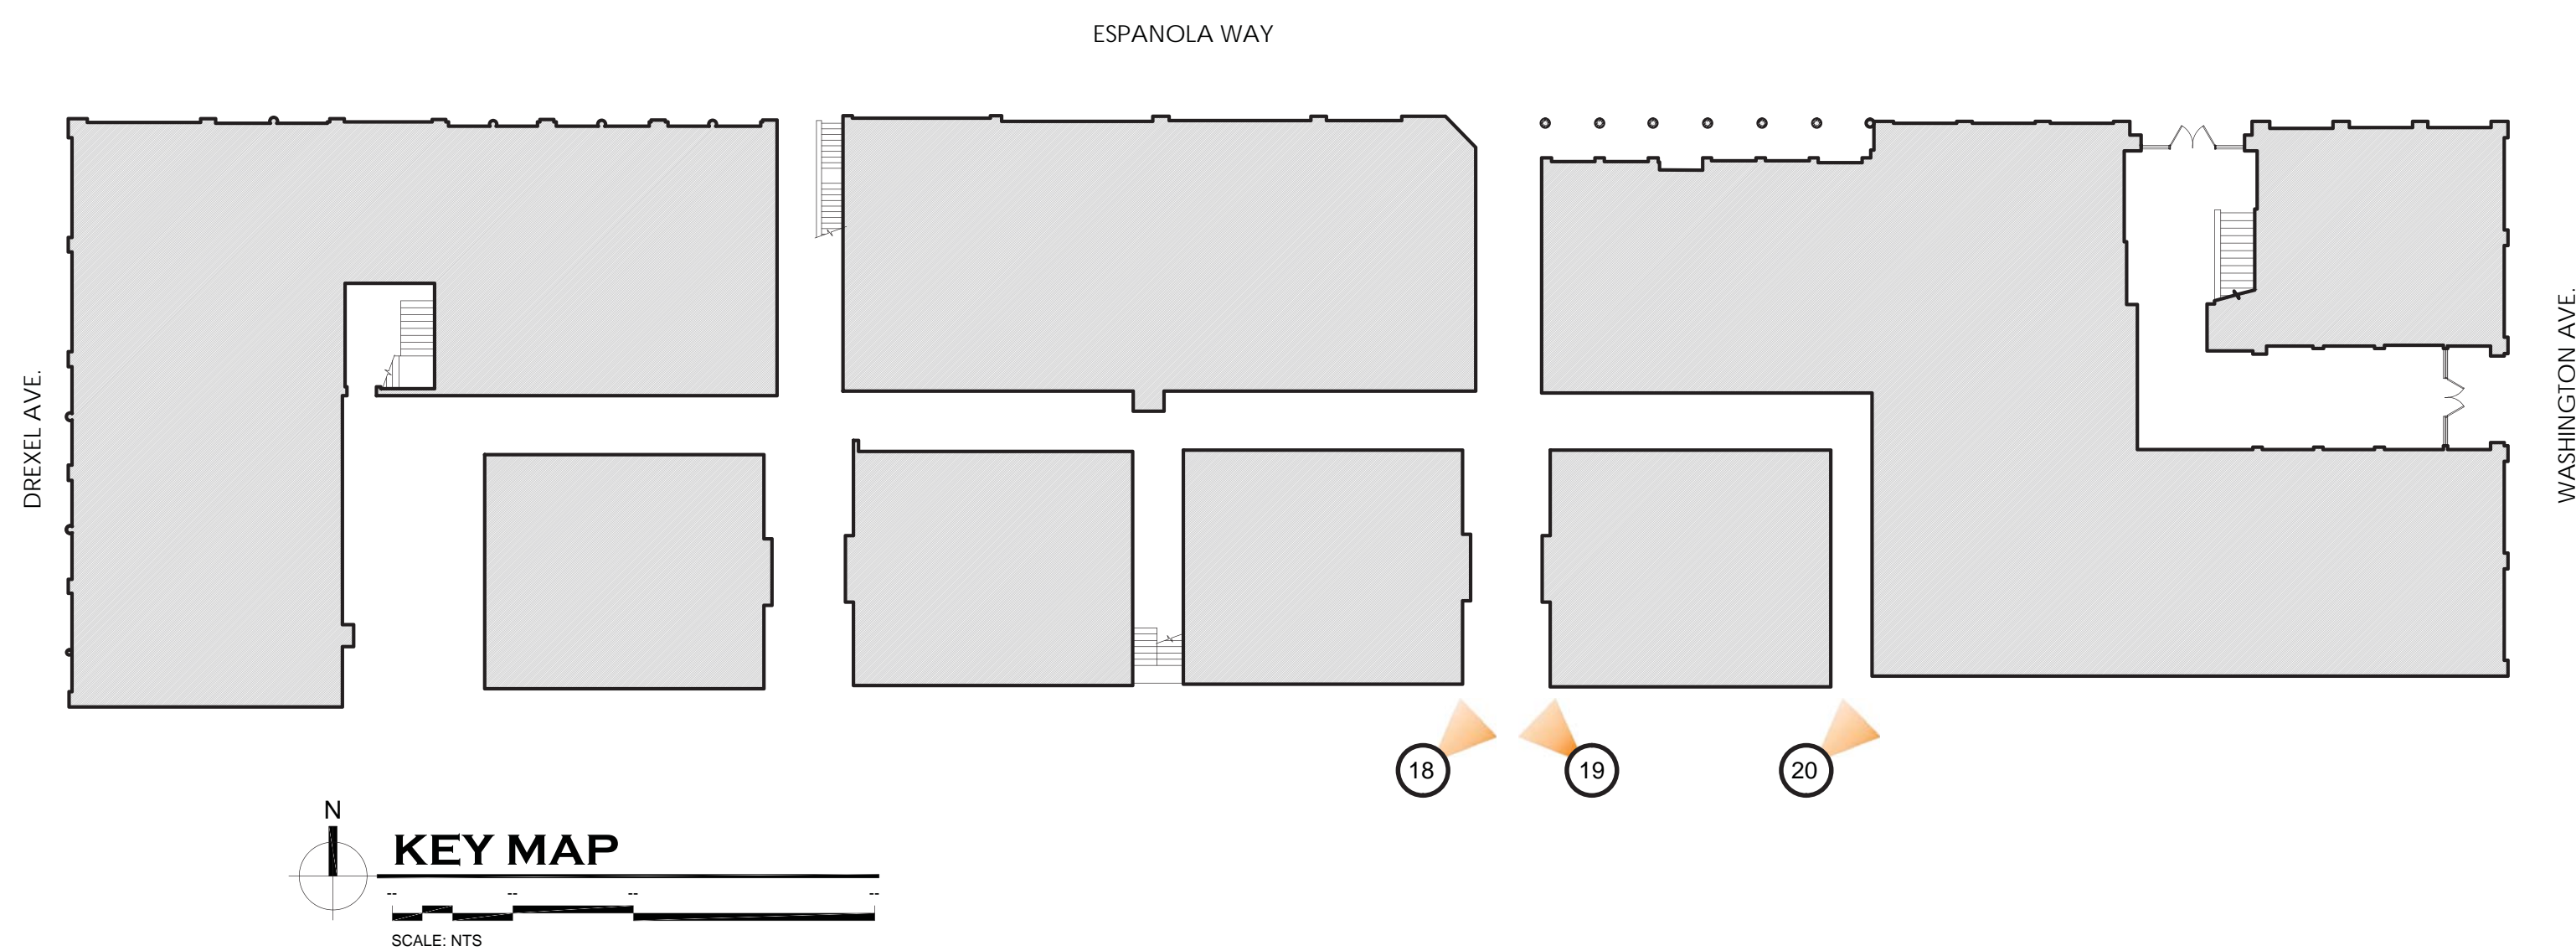 ESPANOLA WAY
DREXEL AVE.
WASHINGTON AVE.
18
19
20
N
KEY MAP
-- -- -- --
SCALE: NTS